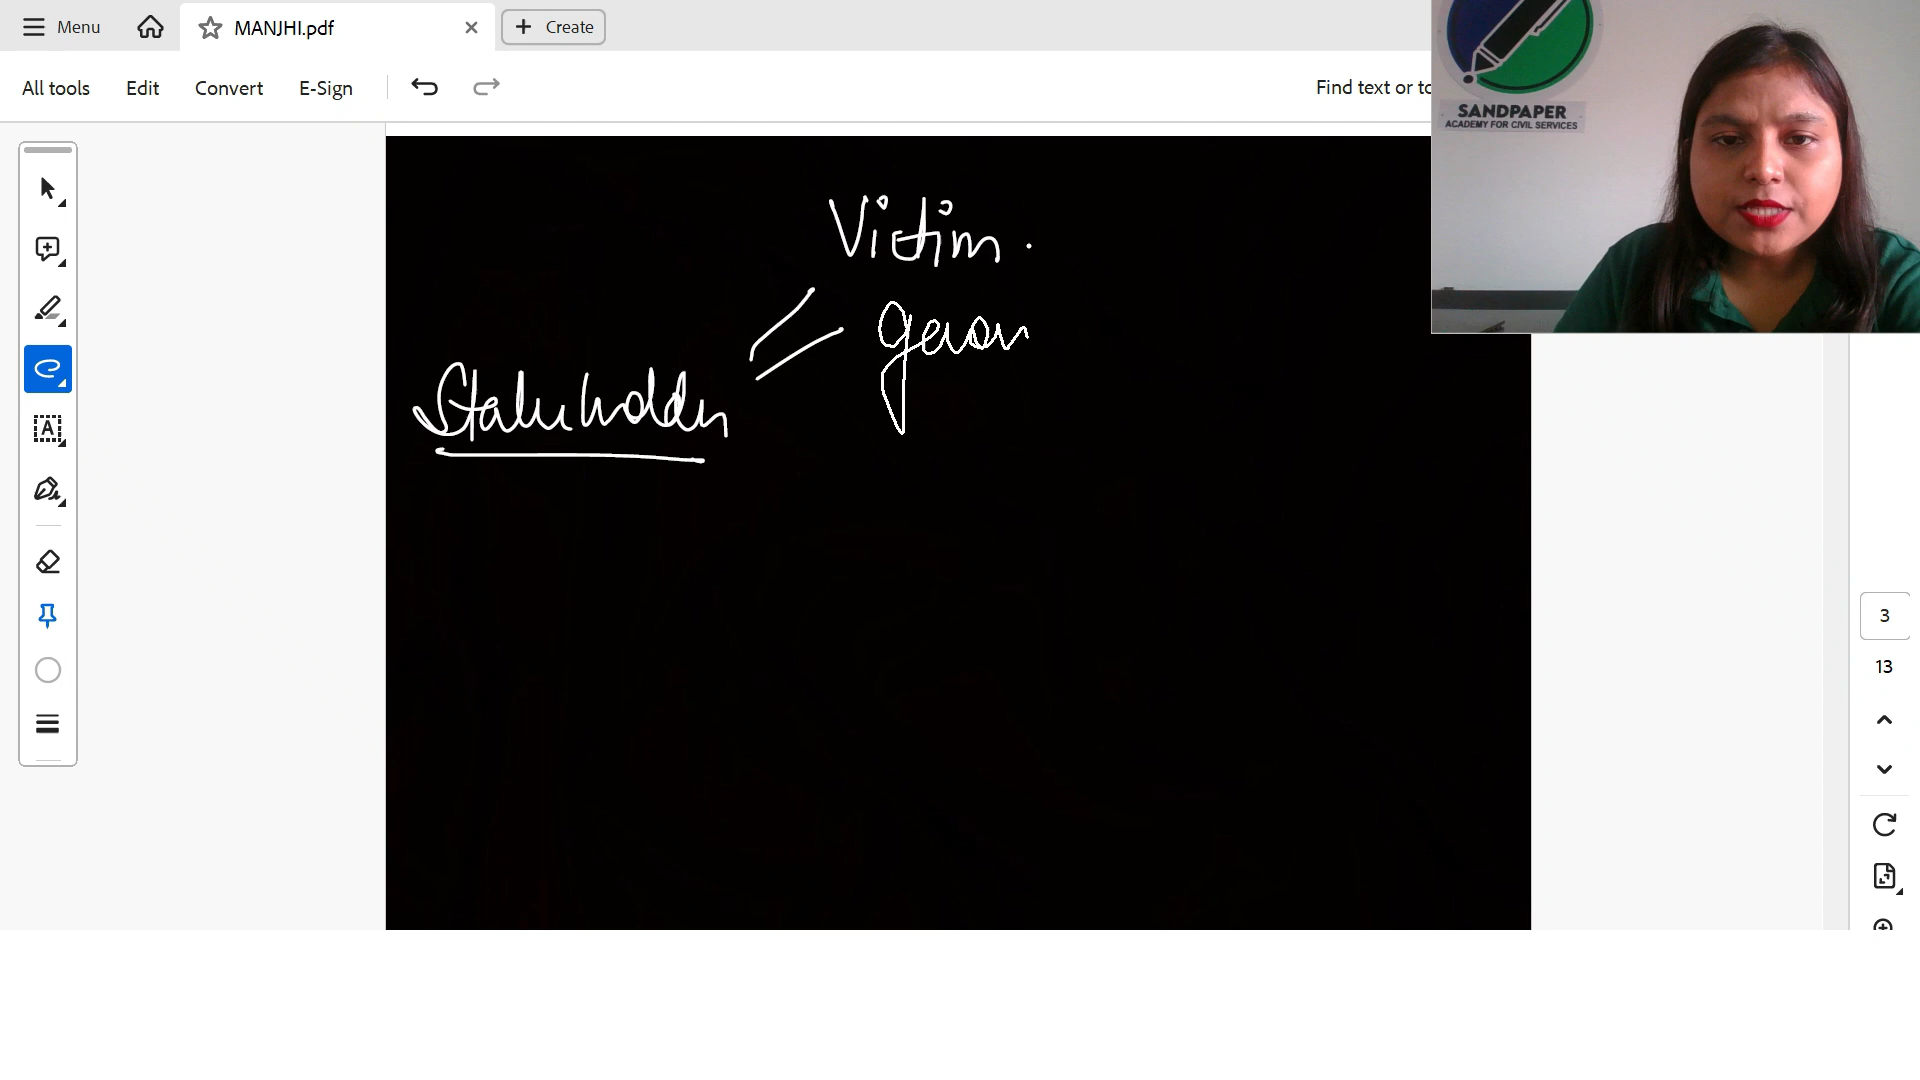 Menu
MANJHI.pdf
Create
All tools
Edit
Convert
E-Sign
Find text or to
SANDPAPER
ACADEMY FOR CIVIL SERVICES
Victim.
Stakeholder
A
3
13